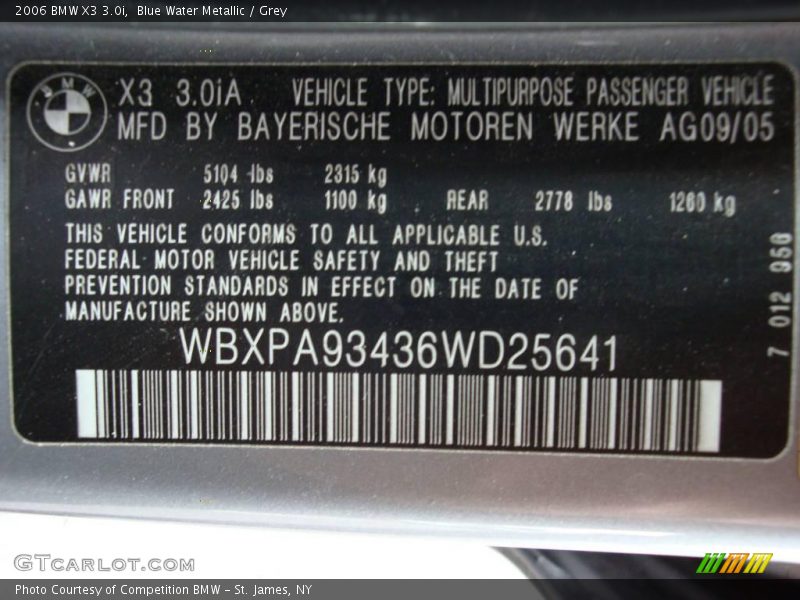 2006 BMW X3 3.0i, Blue Water Metallic / Grey
BMW
X3 3.0iA VEHICLE TYPE: MULTIPURPOSE PASSENGER VEHICLE
MFD BY BAYERISCHE MOTOREN WERKE AG09/05
GVWR 5104 lbs 2315 kg
GAWR FRONT 2425 lbs 1100 kg REAR 2778 lbs 1260 kg
THIS VEHICLE CONFORMS TO ALL APPLICABLE U.S.
FEDERAL MOTOR VEHICLE SAFETY AND THEFT
PREVENTION STANDARDS IN EFFECT ON THE DATE OF
MANUFACTURE SHOWN ABOVE.
WBXPA93436WD25641
7 012 050
GTCARLOT.COM
Photo Courtesy of Competition BMW – St. James, NY